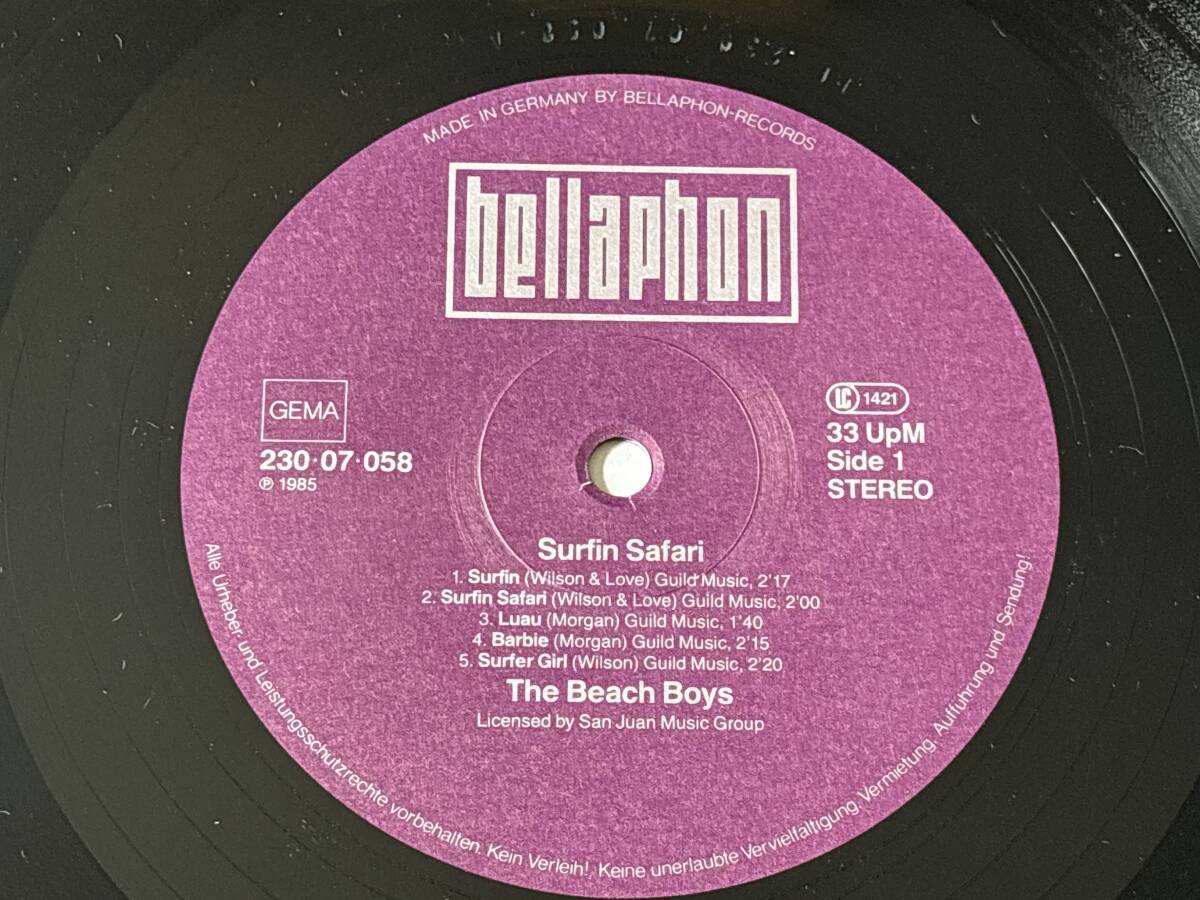 MADE IN GERMANY BY BELLAPHON-RECORDS
bellaphon
GEMA
230·07·058
℗ 1985
LC 1421
33 UpM
Side 1
STEREO
Surfin Safari
1. Surfin (Wilson & Love) Guild Music, 2'17
2. Surfin Safari (Wilson & Love) Guild Music, 2'00
3. Luau (Morgan) Guild Music, 1'40
4. Barbie (Morgan) Guild Music, 2'15
5. Surfer Girl (Wilson) Guild Music, 2'20
The Beach Boys
Licensed by San Juan Music Group
Alle Urheber und Leistungsschutzrechte vorbehalten. Kein Verleih! Keine unerlaubte Vervielfältigung, Vermietung, Aufführung und Sendung!